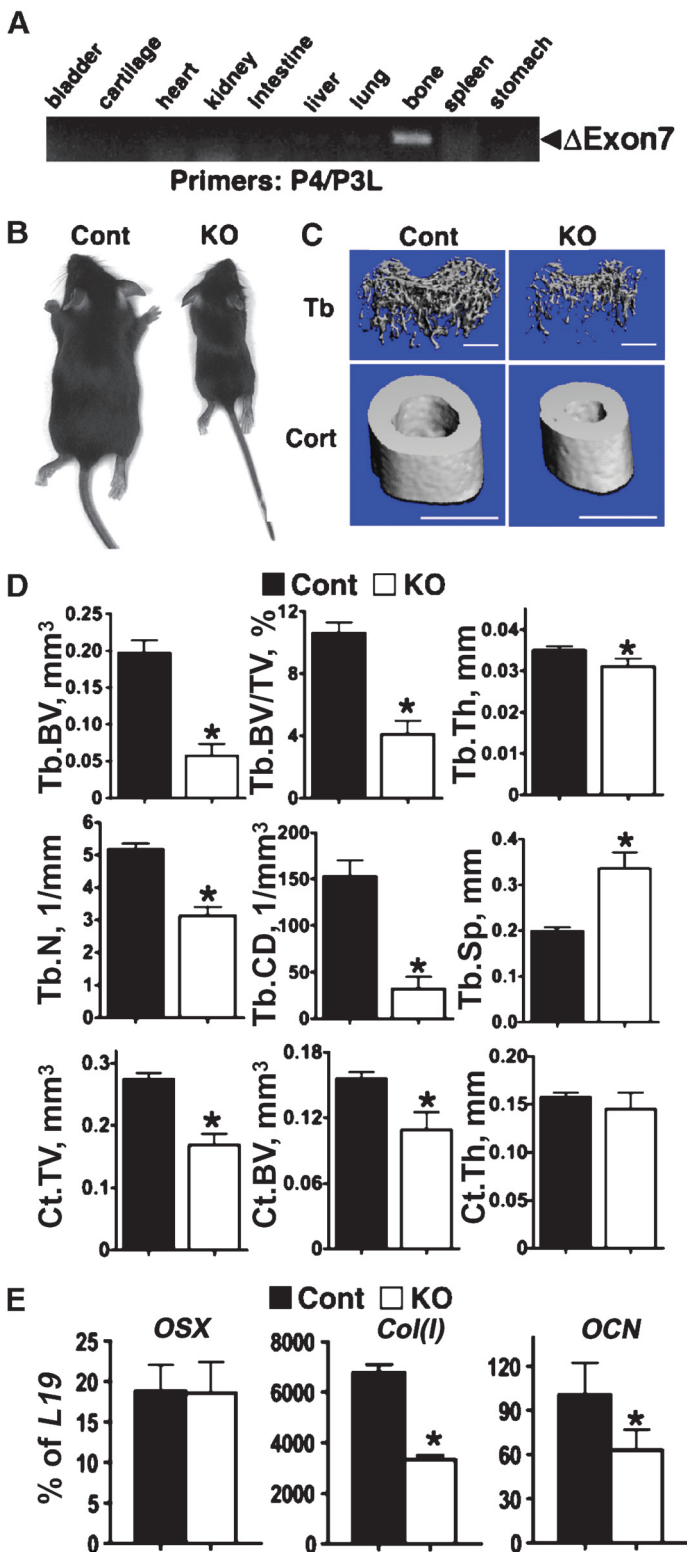 A
bladder cartilage heart kidney intestine liver lung bone spleen stomach
◀ΔExon7
Primers: P4/P3L
B
Cont KO
C
Cont KO
Tb
Cort
D
Cont KO
Tb.BV, mm³
0.20
0.25
0.15
0.10
0.05
0
*
Tb.BV/TV, %
12
8
4
0
*
Tb.Th, mm
0.04
0.03
0.02
0.01
0
*
Tb.N, 1/mm
6
5
4
3
2
1
0
*
Tb.CD, 1/mm³
200
150
100
50
0
*
Tb.Sp, mm
0.4
0.3
0.2
0.1
0.0
*
Ct.TV, mm³
0.3
0.2
0.1
0
*
Ct.BV, mm³
0.18
0.12
0.06
0
*
Ct.Th, mm
0.20
0.15
0.10
0.05
0
E
Cont KO
% of L19
OSX
25
20
15
10
5
0
Col(I)
8000
6000
4000
2000
0
*
OCN
120
90
60
30
0
*